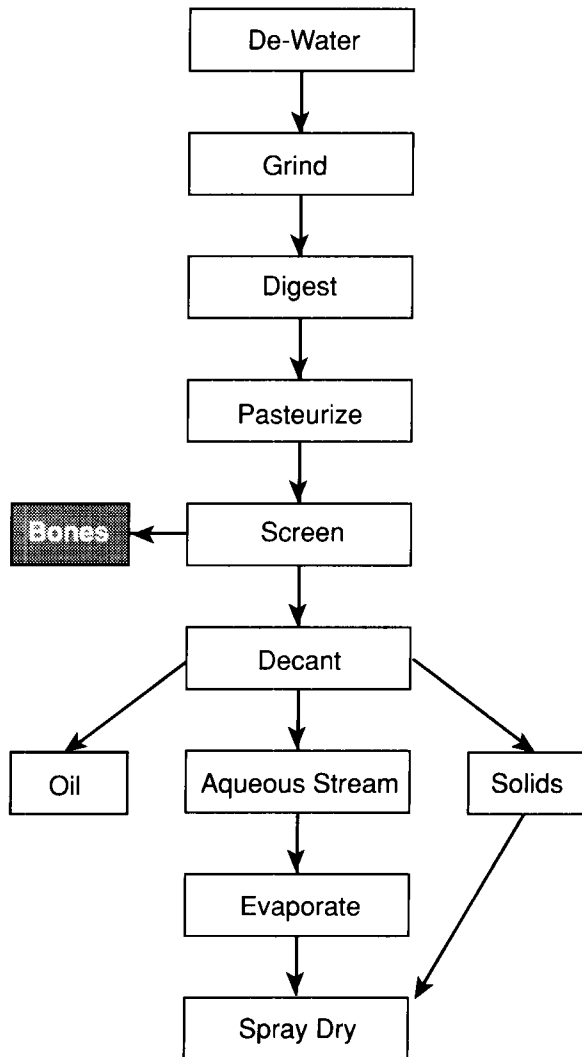 De-Water
Grind
Digest
Pasteurize
Bones
Screen
Decant
Oil
Aqueous Stream
Solids
Evaporate
Spray Dry